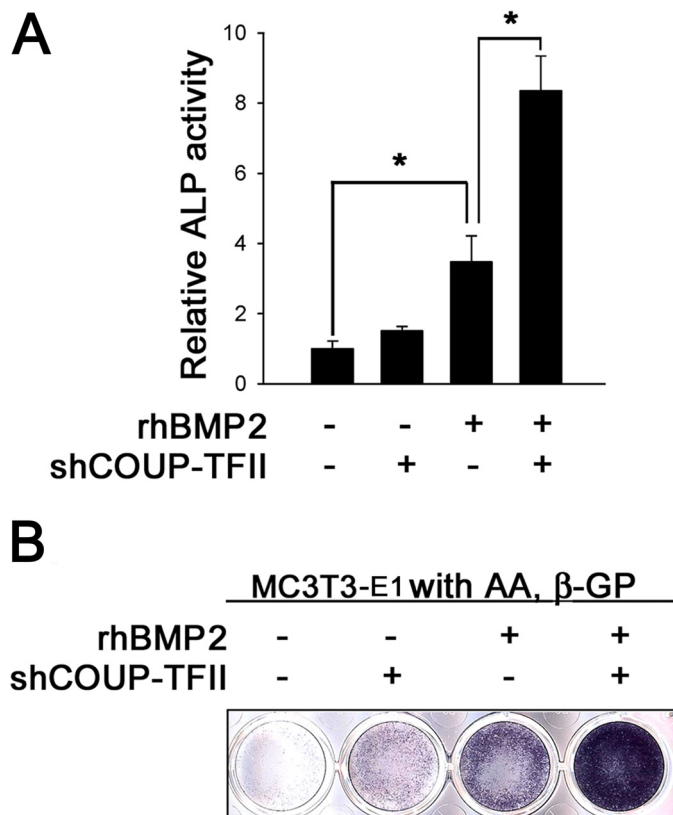 A
Relative ALP activity
10
8
6
4
2
0
*
*
rhBMP2 - - + +
shCOUP-TFII - + - +
B
MC3T3-E1 with AA, β-GP
rhBMP2 - - + +
shCOUP-TFII - + - +